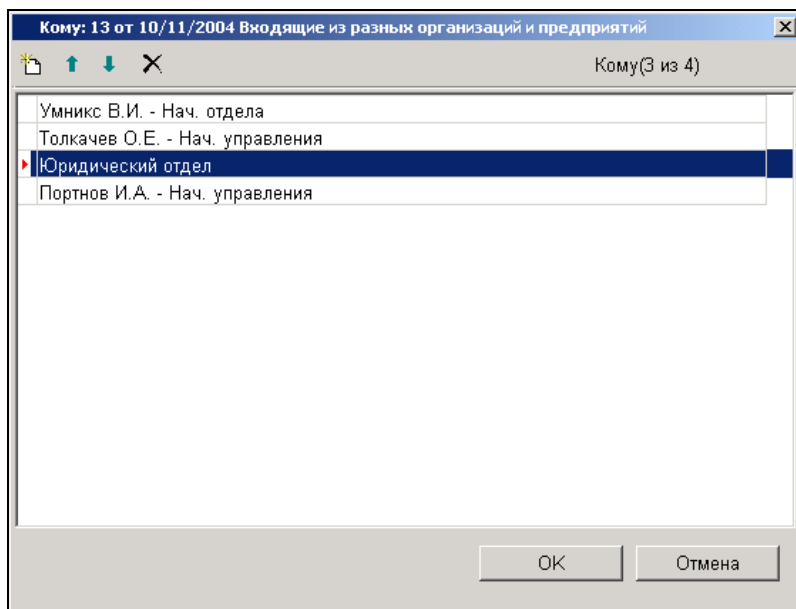 Кому: 13 от 10/11/2004 Входящие из разных организаций и предприятий
Кому(3 из 4)
Умникс В.И. - Нач. отдела
Толкачев О.Е. - Нач. управления
Юридический отдел
Портнов И.А. - Нач. управления
OK
Отмена